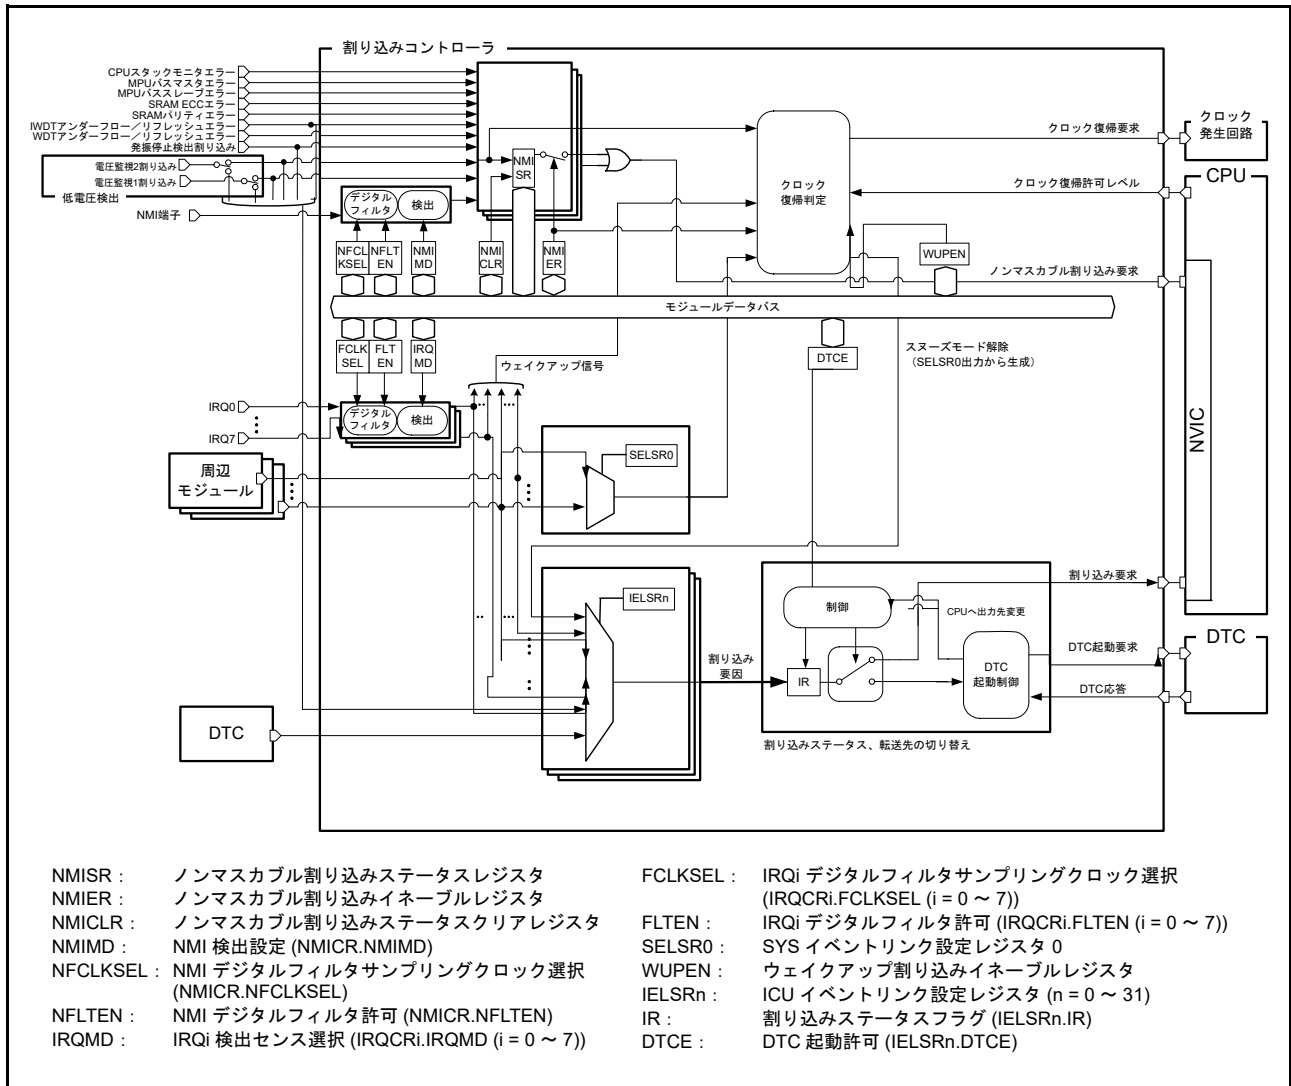 割り込みコントローラ
CPUスタックモニタエラー
MPUバスマスタエラー
MPUバススレーブエラー
SRAM ECCエラー
SRAMパリティエラー
IWDTアンダーフロー／リフレッシュエラー
WDTアンダーフロー／リフレッシュエラー
発振停止検出割り込み
電圧監視2割り込み
電圧監視1割り込み
低電圧検出
NMI端子
デジタル
フィルタ
検出
NFCL
KSEL
NFLT
EN
NMI
MD
NMI
SR
NMI
CLR
NMI
ER
クロック
復帰判定
クロック復帰要求
クロック
発生回路
クロック復帰許可レベル
CPU
WUPEN
ノンマスカブル割り込み要求
モジュールデータバス
FCLK
SEL
FLT
EN
IRQ
MD
ウェイクアップ信号
DTCE
スヌーズモード解除
（SELSR0出力から生成）
NVIC
IRQ0
IRQ7
デジタル
フィルタ
検出
周辺
モジュール
SELSR0
IELSRn
割り込み要求
制御
CPUへ出力先変更
割り込み
要因
IR
DTC
起動制御
DTC起動要求
DTC応答
DTC
DTC
割り込みステータス、転送先の切り替え
NMISR： ノンマスカブル割り込みステータスレジスタ
NMIER： ノンマスカブル割り込みイネーブルレジスタ
NMICLR： ノンマスカブル割り込みステータスクリアレジスタ
NMIMD： NMI 検出設定 (NMICR.NMIMD)
NFCLKSEL： NMI デジタルフィルタサンプリングクロック選択
(NMICR.NFCLKSEL)
NFLTEN： NMI デジタルフィルタ許可 (NMICR.NFLTEN)
IRQMD： IRQi 検出センス選択 (IRQCRi.IRQMD (i = 0 ～ 7))
FCLKSEL： IRQi デジタルフィルタサンプリングクロック選択
(IRQCRi.FCLKSEL (i = 0 ～ 7))
FLTEN： IRQi デジタルフィルタ許可 (IRQCRi.FLTEN (i = 0 ～ 7))
SELSR0： SYS イベントリンク設定レジスタ 0
WUPEN： ウェイクアップ割り込みイネーブルレジスタ
IELSRn： ICU イベントリンク設定レジスタ (n = 0 ～ 31)
IR： 割り込みステータスフラグ (IELSRn.IR)
DTCE： DTC 起動許可 (IELSRn.DTCE)